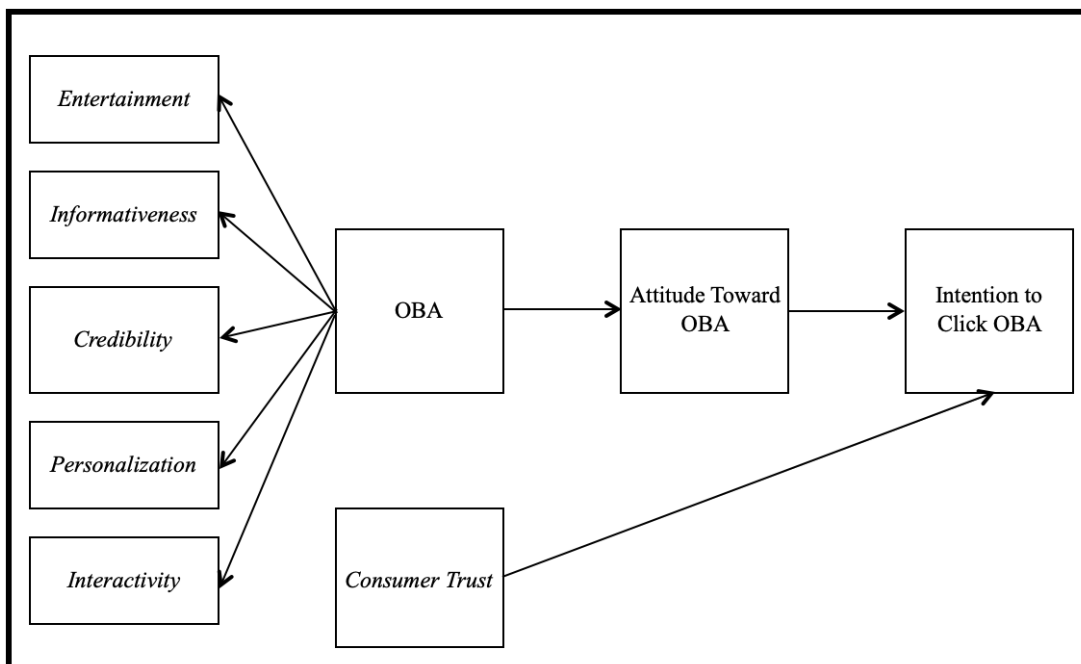 Entertainment
Informativeness
Credibility
Personalization
Interactivity
OBA
Attitude Toward
OBA
Intention to
Click OBA
Consumer Trust